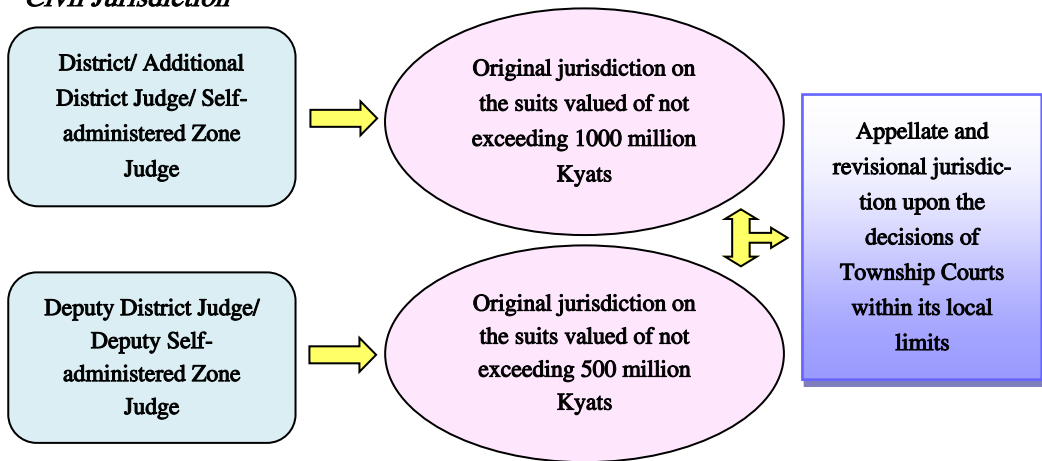 Civil Jurisdiction
District/ Additional
District Judge/ Self-
administered Zone
Judge
Original jurisdiction on
the suits valued of not
exceeding 1000 million
Kyats
Appellate and
revisional jurisdic-
tion upon the
decisions of
Township Courts
within its local
limits
Deputy District Judge/
Deputy Self-
administered Zone
Judge
Original jurisdiction on
the suits valued of not
exceeding 500 million
Kyats